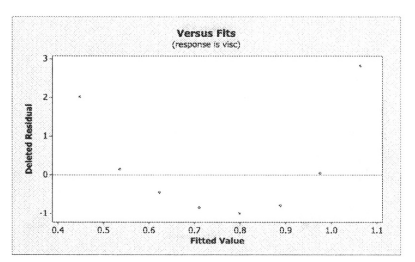 Versus Fits
(response is visc)
3
2
1
0
-1
Deleted Residual
0.4 0.5 0.6 0.7 0.8 0.9 1.0 1.1
Fitted Value